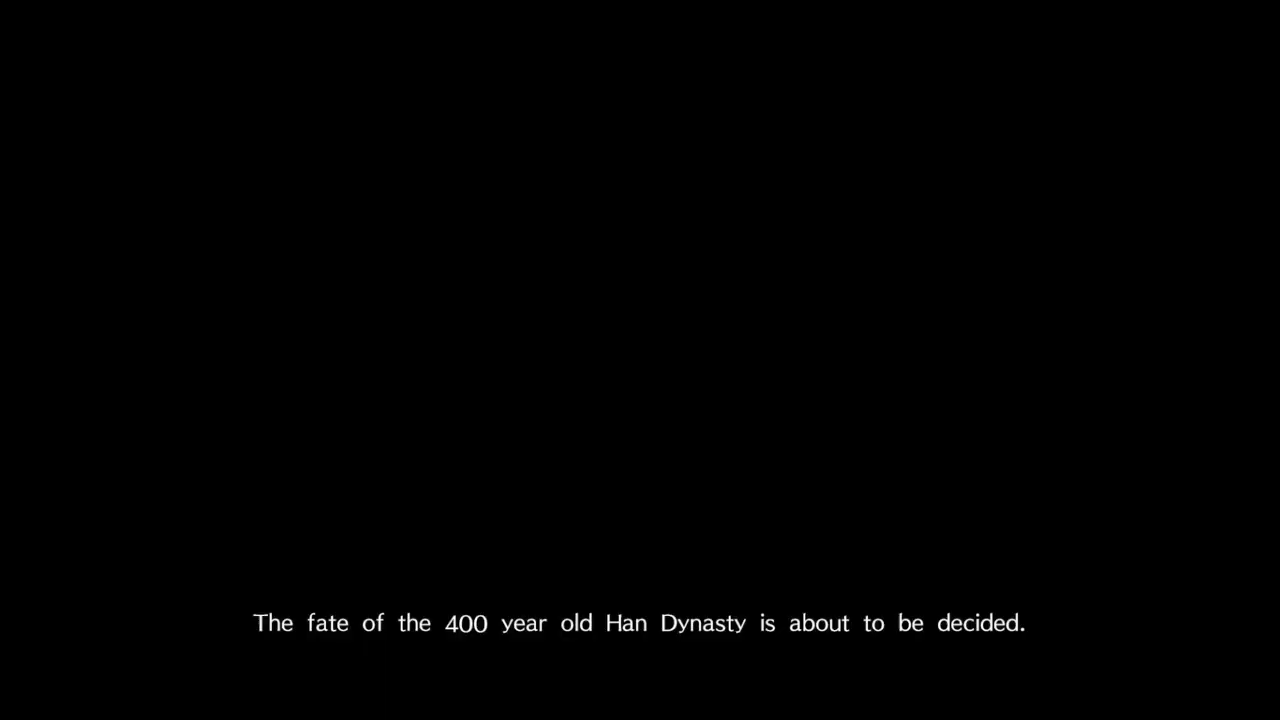 The fate of the 400 year old Han Dynasty is about to be decided.